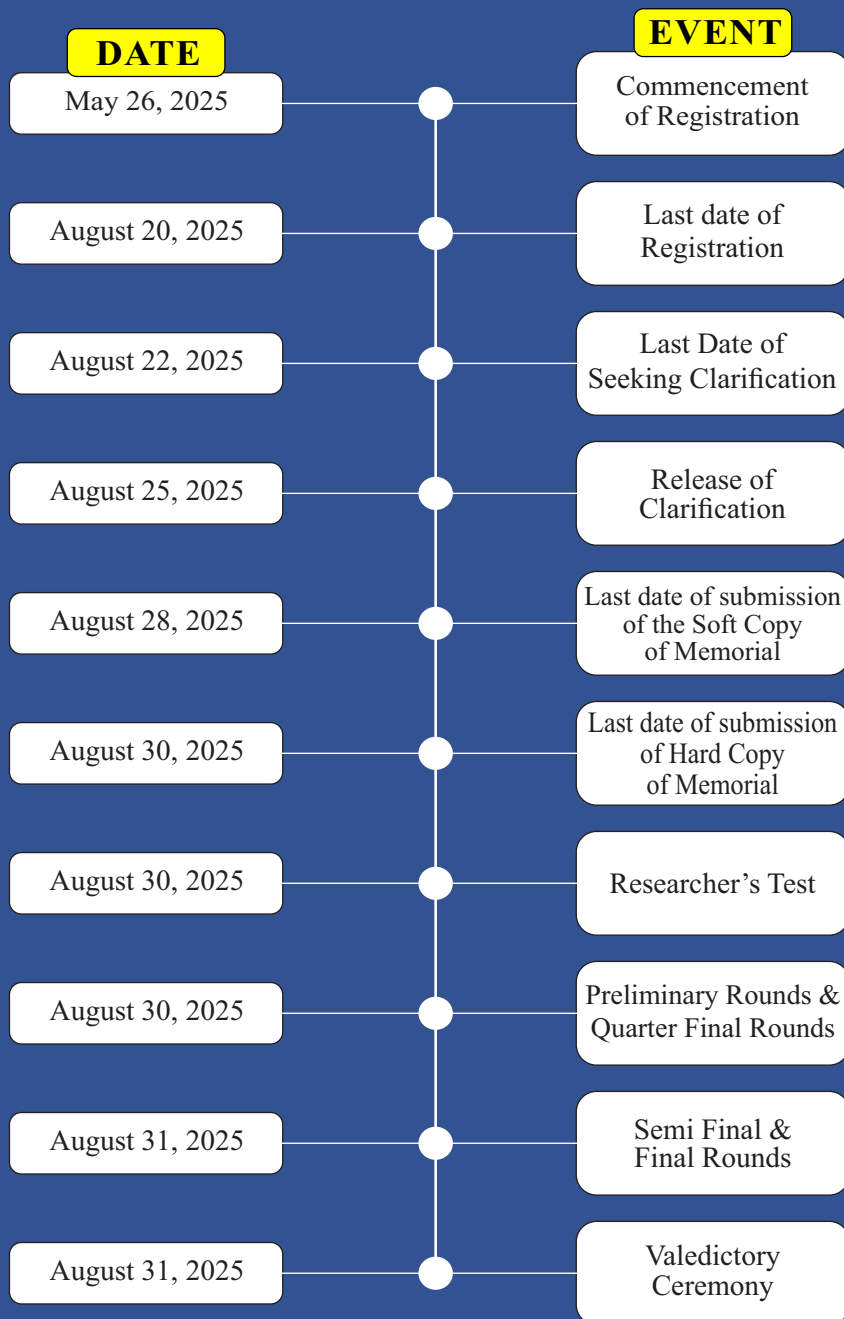 DATE
EVENT
May 26, 2025
Commencement
of Registration
August 20, 2025
Last date of
Registration
August 22, 2025
Last Date of
Seeking Clarification
August 25, 2025
Release of
Clarification
August 28, 2025
Last date of submission
of the Soft Copy
of Memorial
August 30, 2025
Last date of submission
of Hard Copy
of Memorial
August 30, 2025
Researcher’s Test
August 30, 2025
Preliminary Rounds &
Quarter Final Rounds
August 31, 2025
Semi Final &
Final Rounds
August 31, 2025
Valedictory
Ceremony